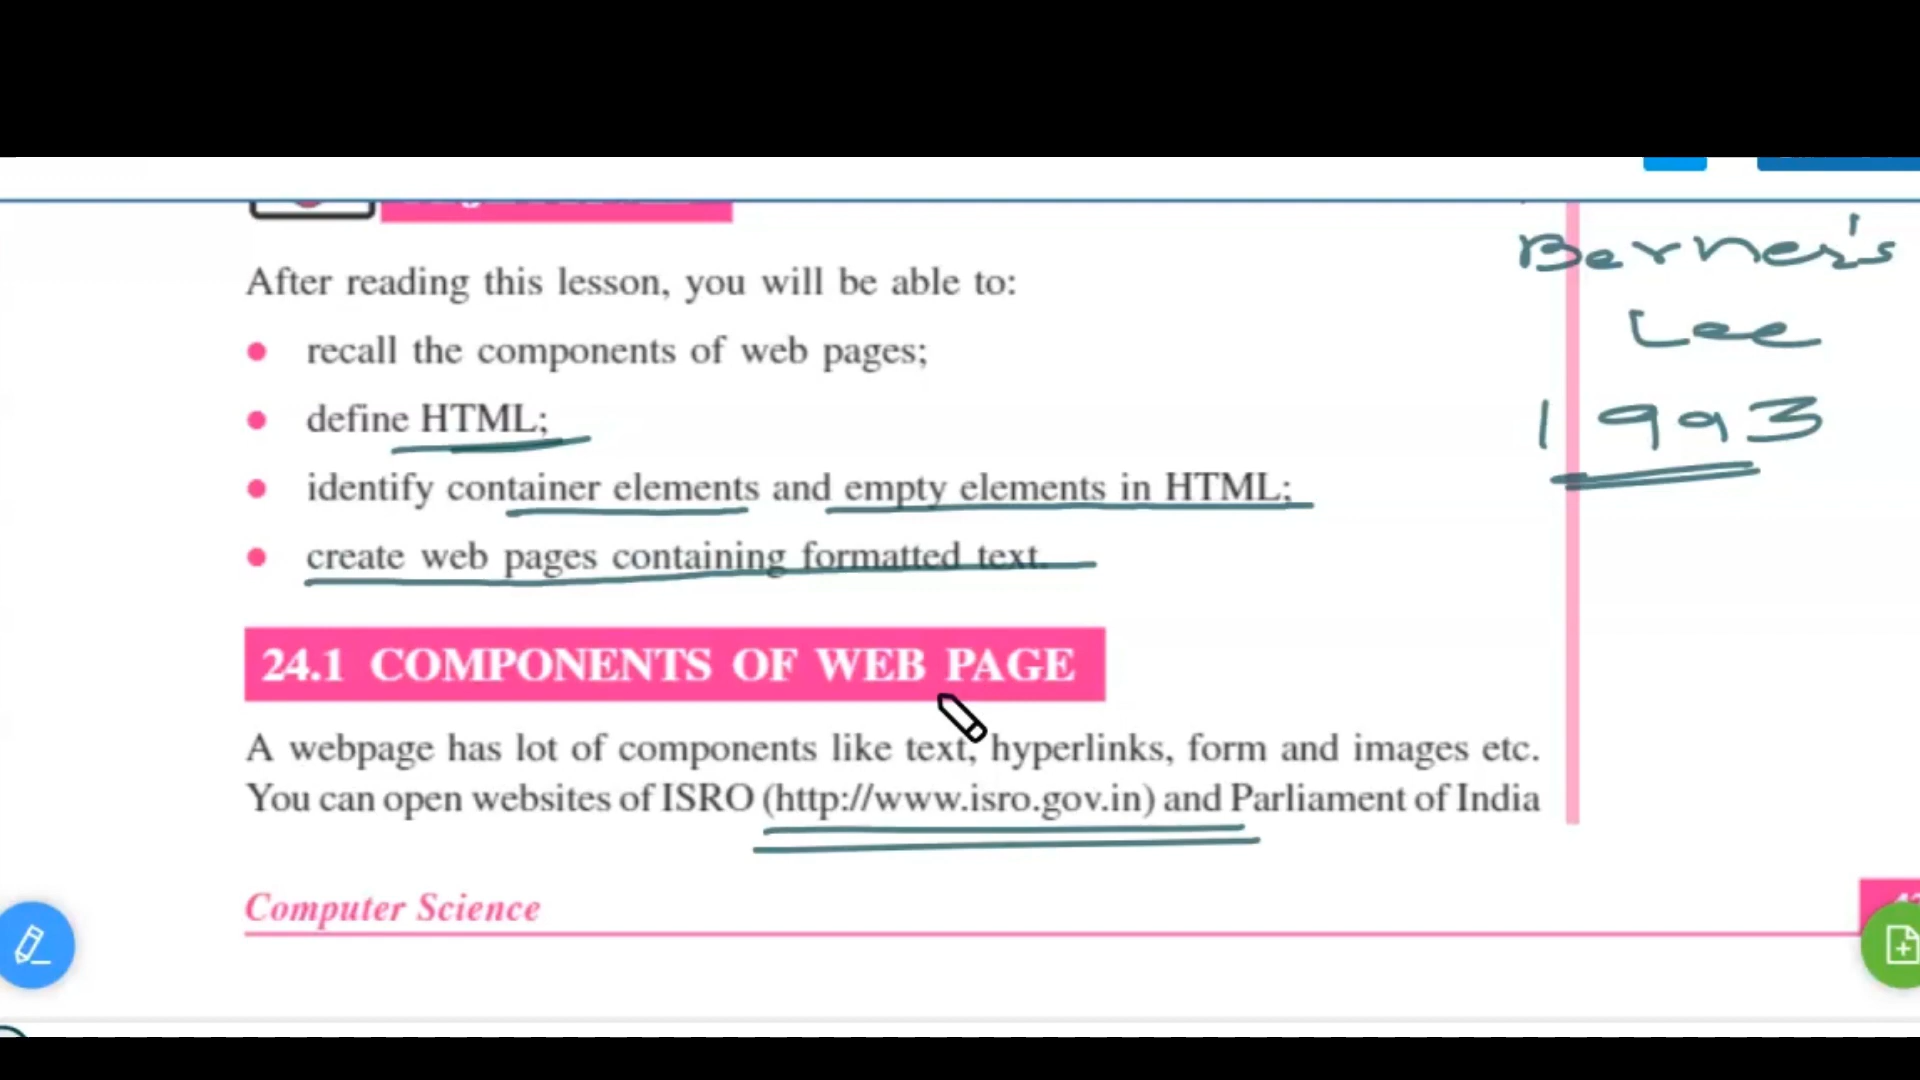 After reading this lesson, you will be able to:
recall the components of web pages;
define HTML;
identify container elements and empty elements in HTML;
create web pages containing formatted text.
24.1 COMPONENTS OF WEB PAGE
A webpage has lot of components like text, hyperlinks, form and images etc.
You can open websites of ISRO (http://www.isro.gov.in) and Parliament of India
Computer Science
Berner's
Lee
1993